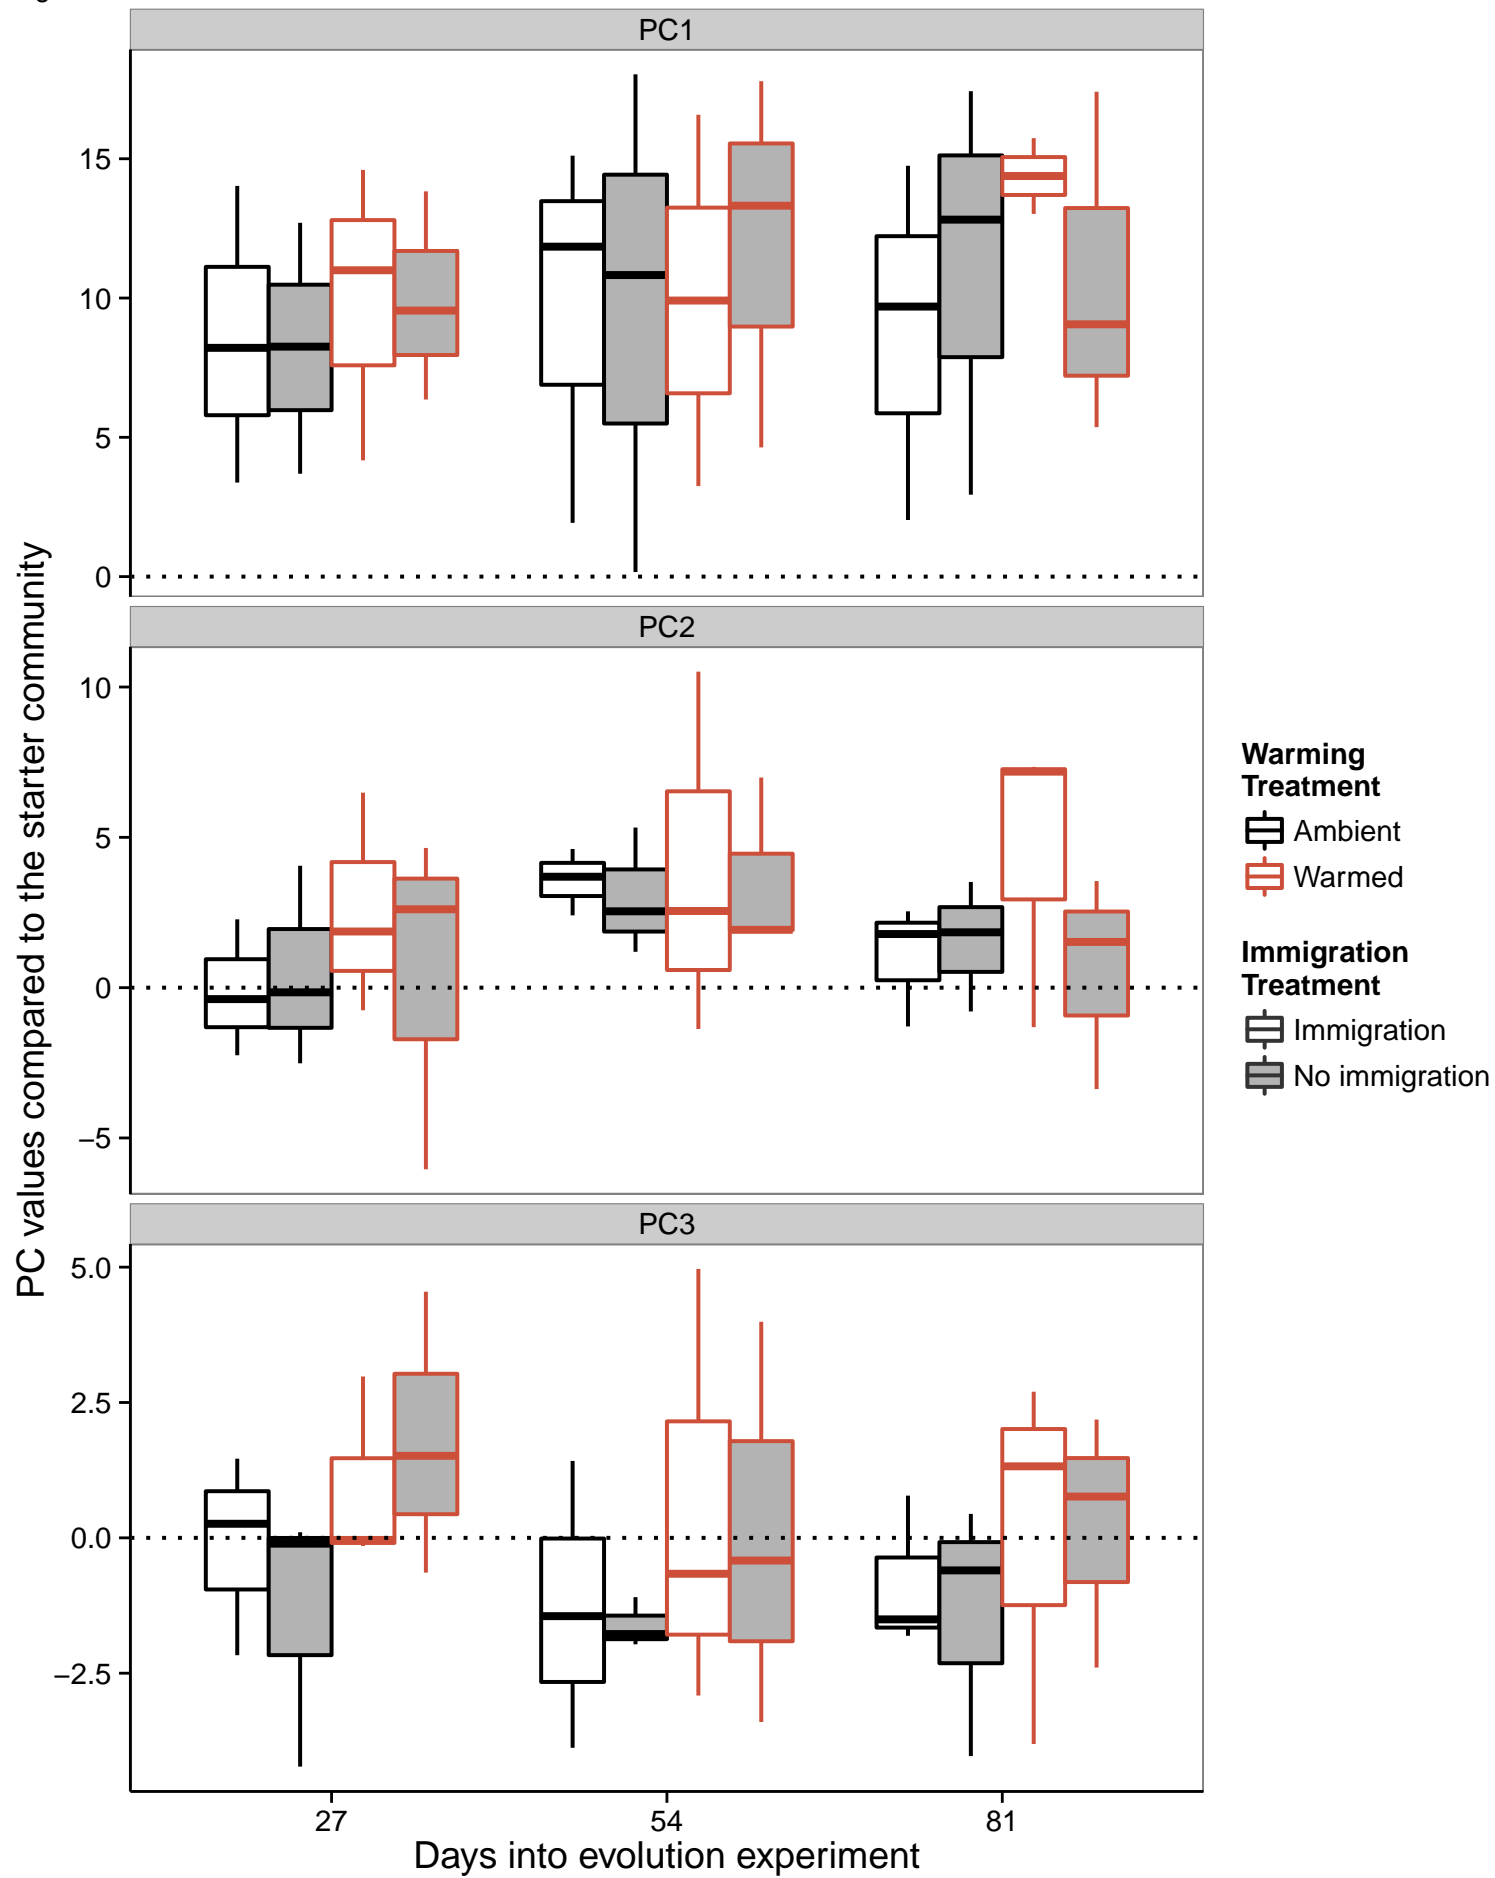 PC1
15
10
5
0
PC2
10
5
0
−5
PC3
5.0
2.5
0.0
−2.5
27 54 81
Days into evolution experiment
PC values compared to the starter community
Warming
Treatment
Ambient
Warmed
Immigration
Treatment
Immigration
No immigration